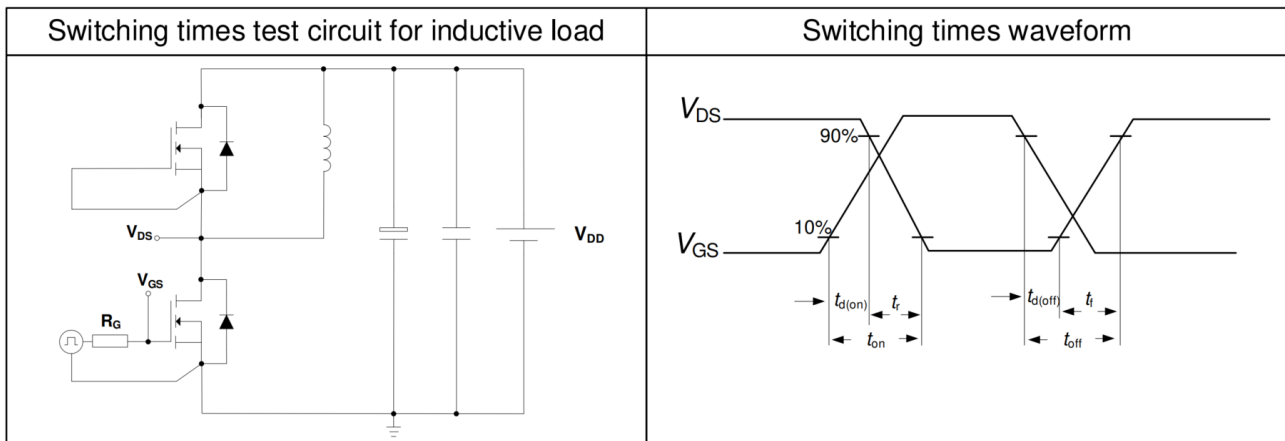 Switching times test circuit for inductive load
Switching times waveform
VDS
VDD
VGS
RG
VDS
90%
10%
VGS
td(on)
tr
td(off)
tf
ton
toff